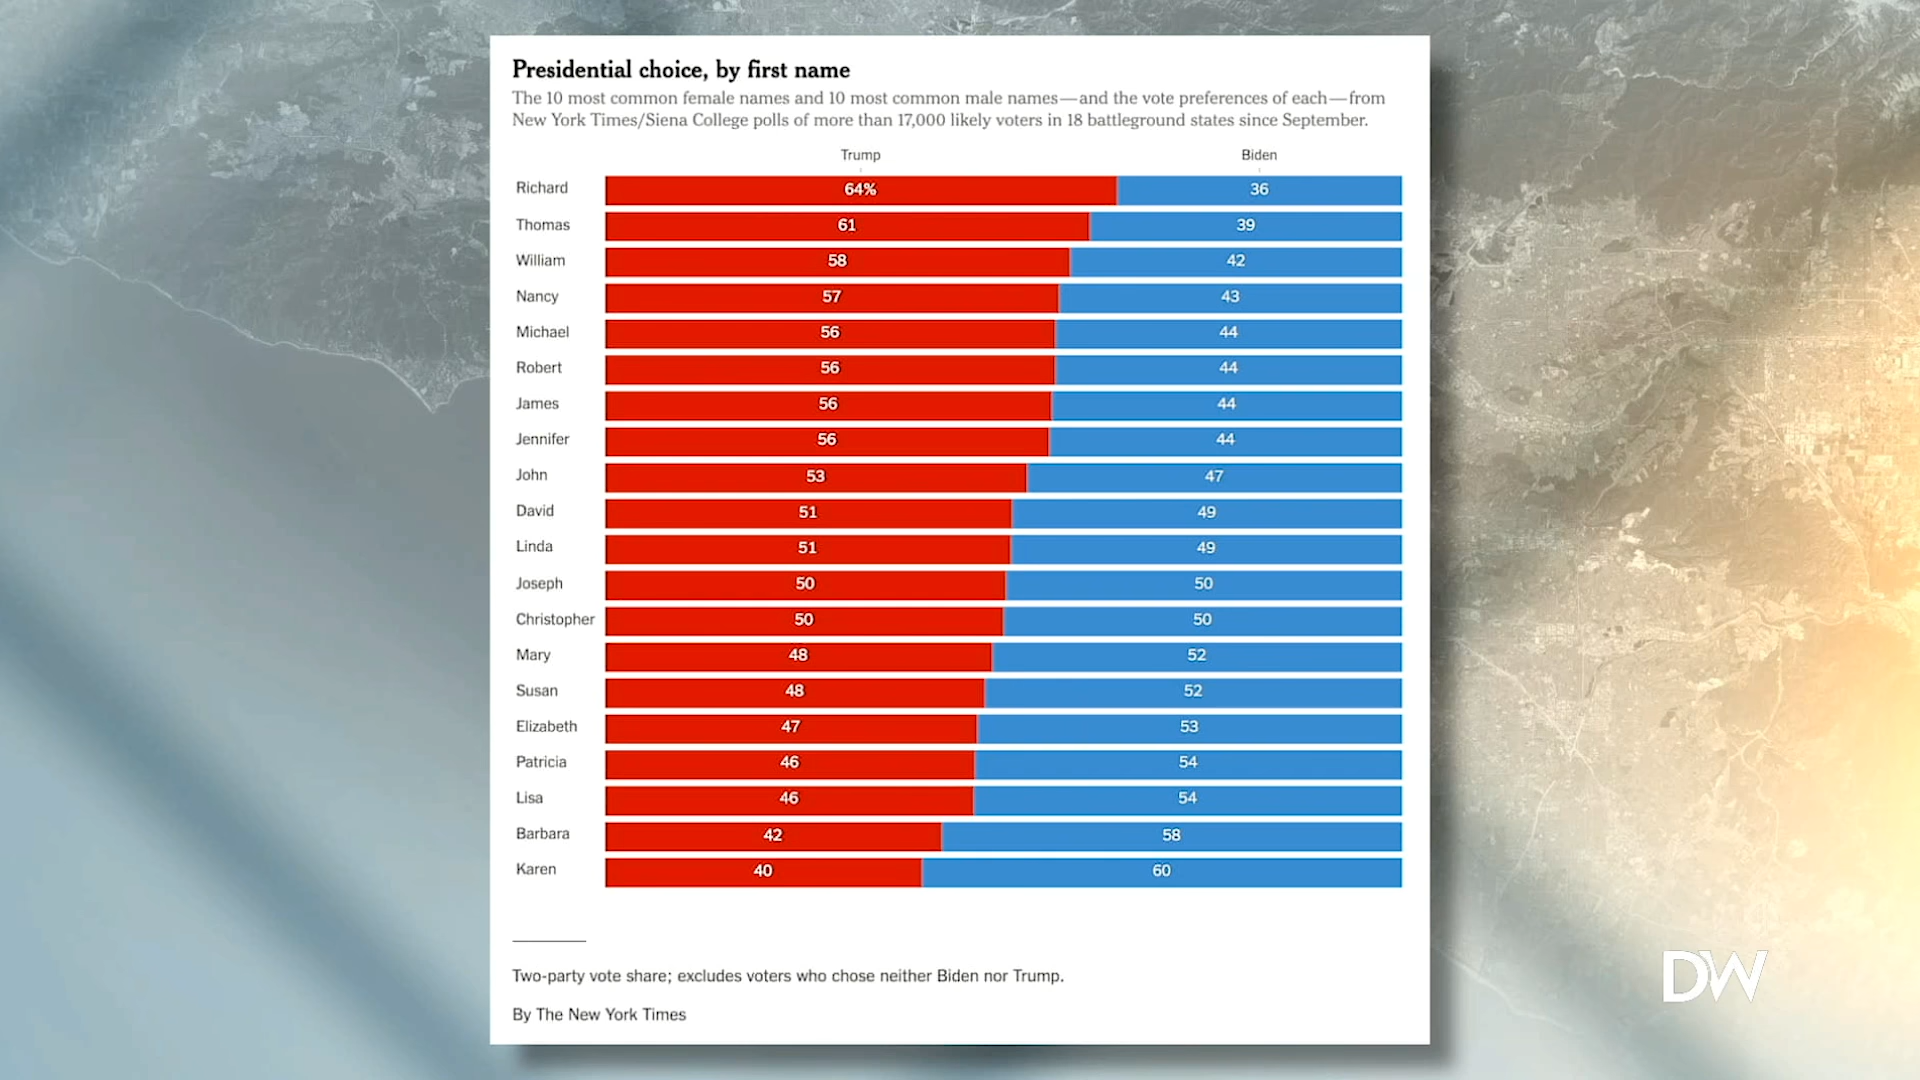 Presidential choice, by first name
The 10 most common female names and 10 most common male names—and the vote preferences of each—from
New York Times/Siena College polls of more than 17,000 likely voters in 18 battleground states since September.
Trump Biden
Richard 64% 36
Thomas 61 39
William 58 42
Nancy 57 43
Michael 56 44
Robert 56 44
James 56 44
Jennifer 56 44
John 53 47
David 51 49
Linda 51 49
Joseph 50 50
Christopher 50 50
Mary 48 52
Susan 48 52
Elizabeth 47 53
Patricia 46 54
Lisa 46 54
Barbara 42 58
Karen 40 60
Two-party vote share; excludes voters who chose neither Biden nor Trump.
By The New York Times
DW